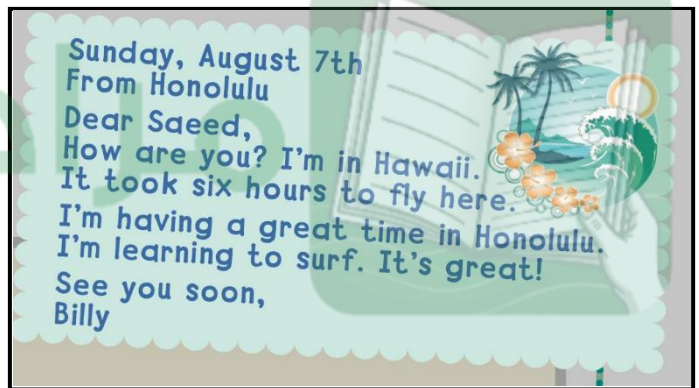 Sunday, August 7th
From Honolulu
Dear Saeed,
How are you? I'm in Hawaii.
It took six hours to fly here.
I'm having a great time in Honolulu.
I'm learning to surf. It's great!
See you soon,
Billy